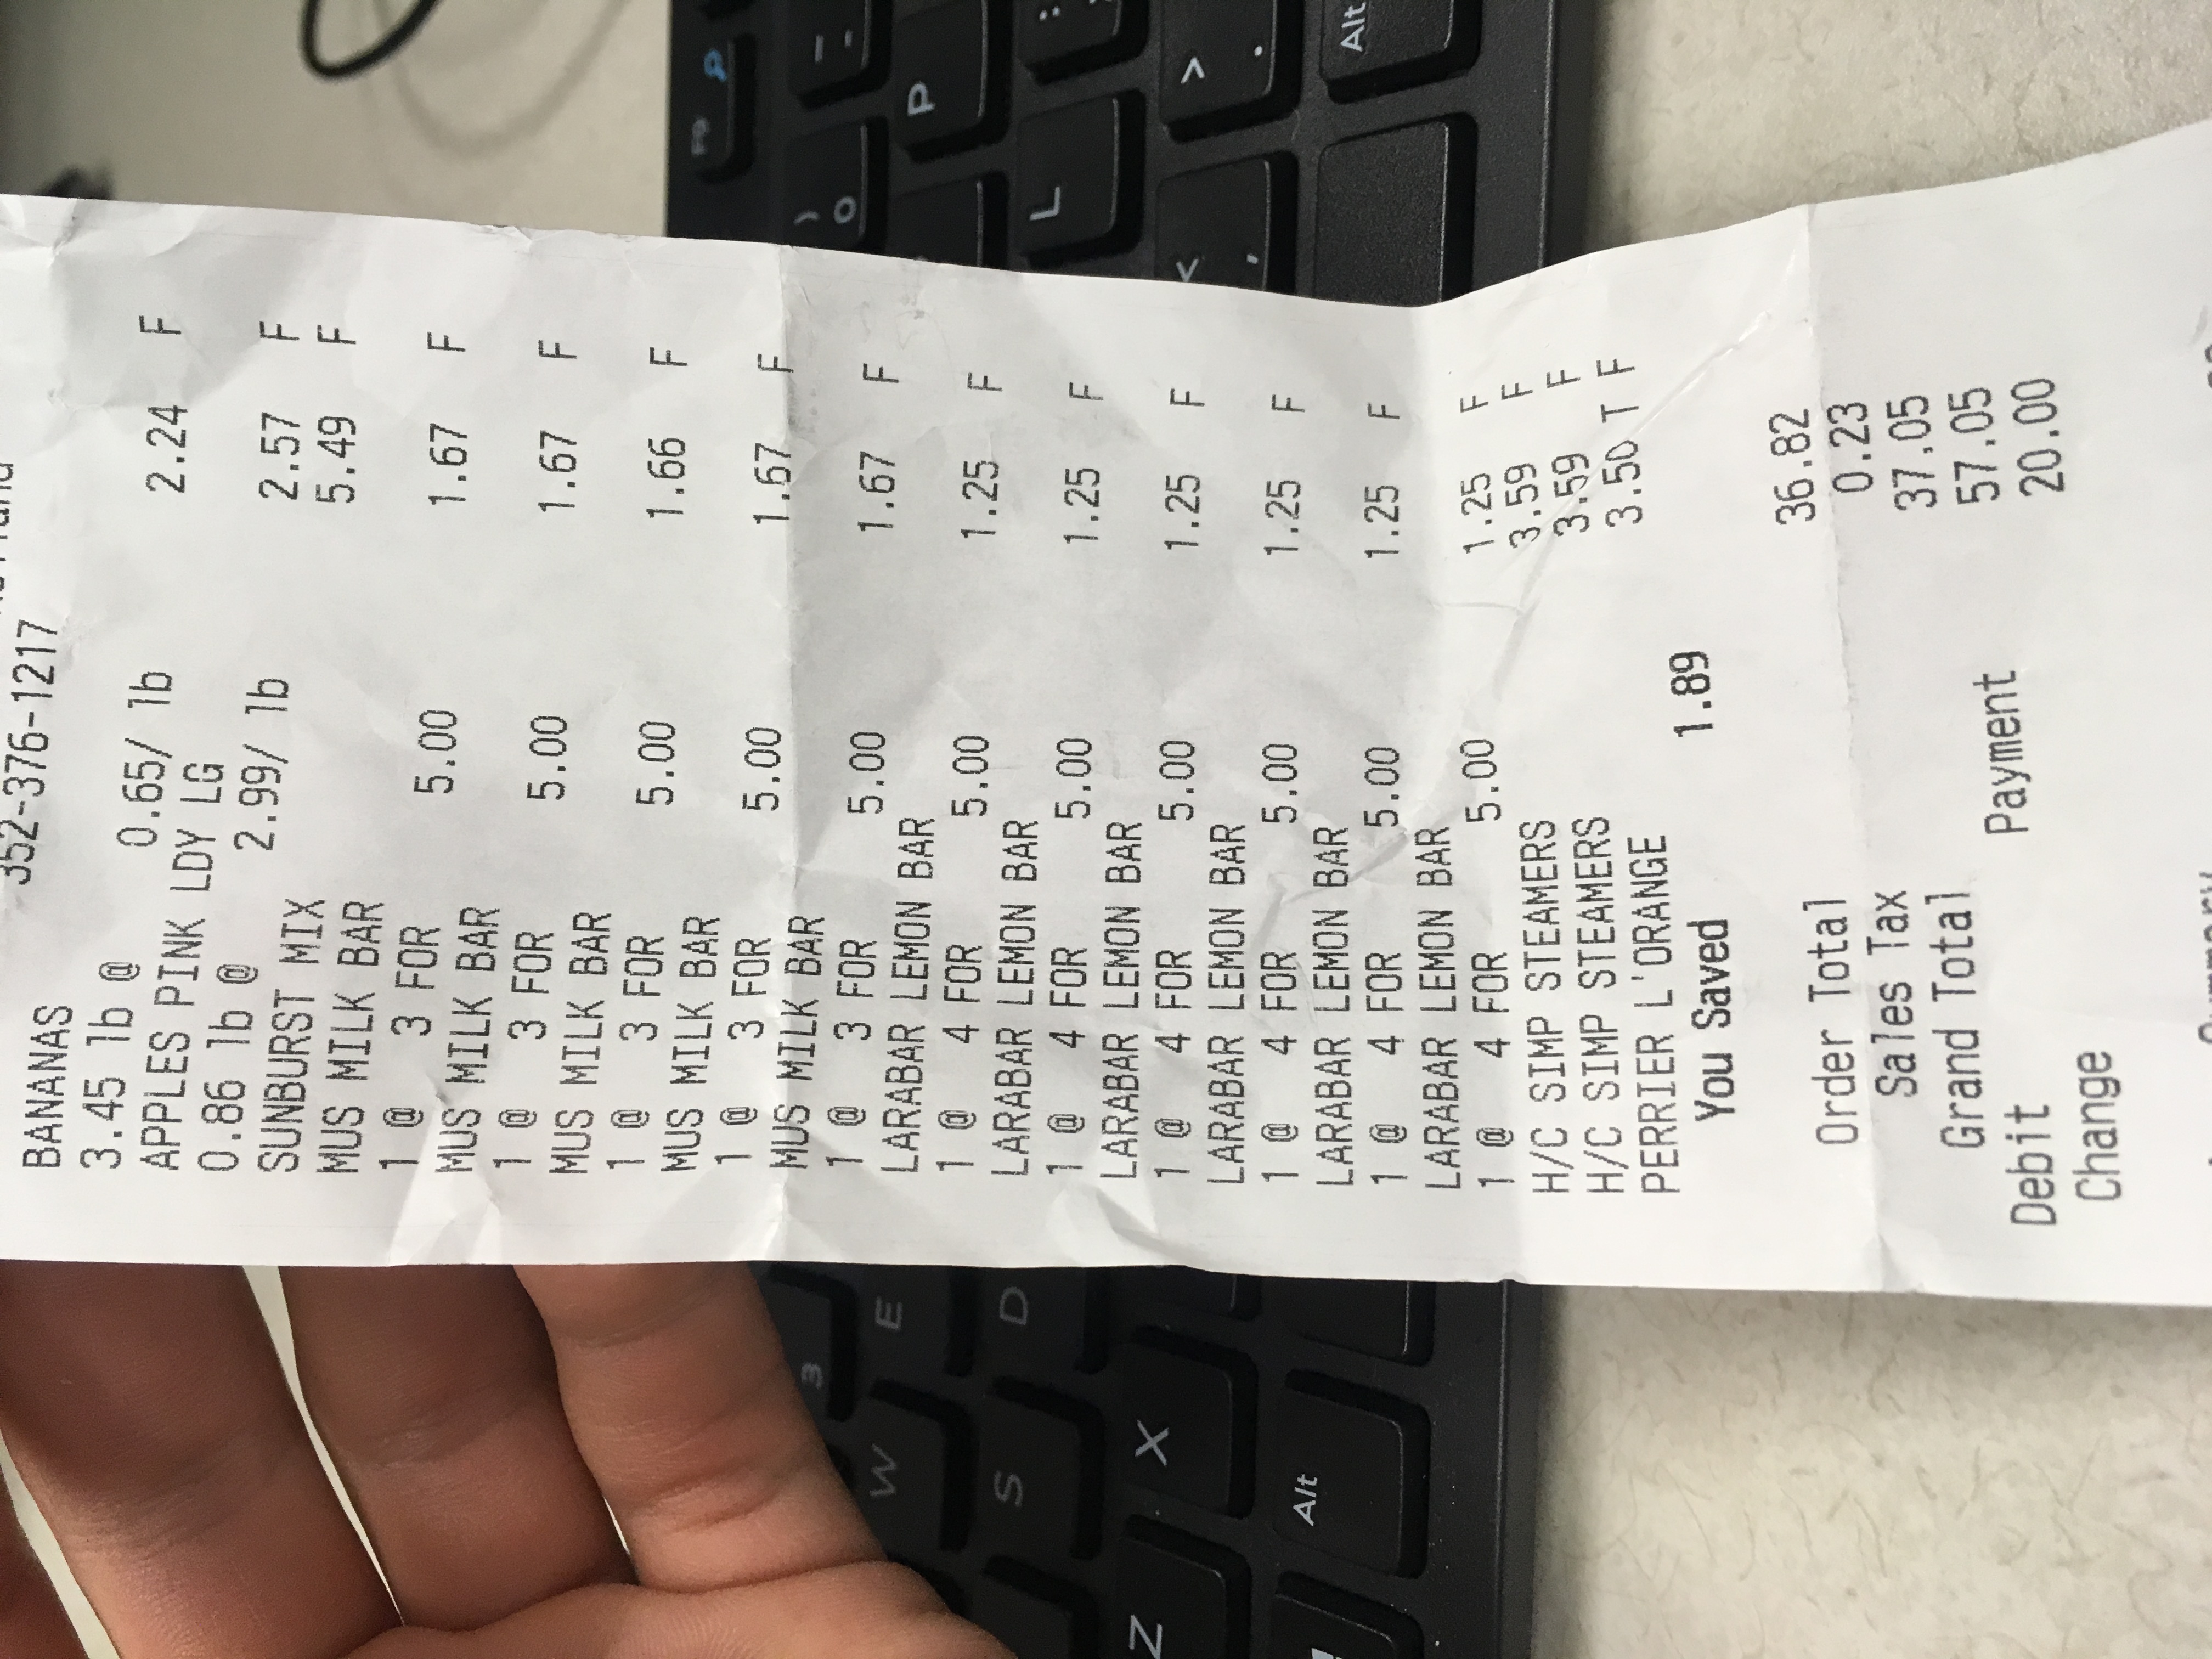 352-376-1217
BANANAS
3.45 lb @ 0.65/ lb 2.24 F
APPLES PINK LDY LG
0.86 lb @ 2.99/ lb 2.57 F
SUNBURST MIX 5.49 F
MUS MILK BAR
1 @ 3 FOR 5.00 1.67 F
MUS MILK BAR
1 @ 3 FOR 5.00 1.67 F
MUS MILK BAR
1 @ 3 FOR 5.00 1.66 F
MUS MILK BAR
1 @ 3 FOR 5.00 1.67 F
MUS MILK BAR
1 @ 3 FOR 5.00 1.67 F
LARABAR LEMON BAR
1 @ 4 FOR 5.00 1.25 F
LARABAR LEMON BAR
1 @ 4 FOR 5.00 1.25 F
LARABAR LEMON BAR
1 @ 4 FOR 5.00 1.25 F
LARABAR LEMON BAR
1 @ 4 FOR 5.00 1.25 F
LARABAR LEMON BAR
1 @ 4 FOR 5.00 1.25 F
LARABAR LEMON BAR
1 @ 4 FOR 5.00 1.25 F
H/C SIMP STEAMERS 3.59 F
H/C SIMP STEAMERS 3.59 F
PERRIER L'ORANGE 3.50 T F
You Saved 1.89
Order Total 36.82
Sales Tax 0.23
Grand Total 37.05
Debit Payment 57.05
Change 20.00
Summary
3
W E
S D
Z X
Alt
F9
) 0
_ -
P
L
: ;
< ,
> .
Alt